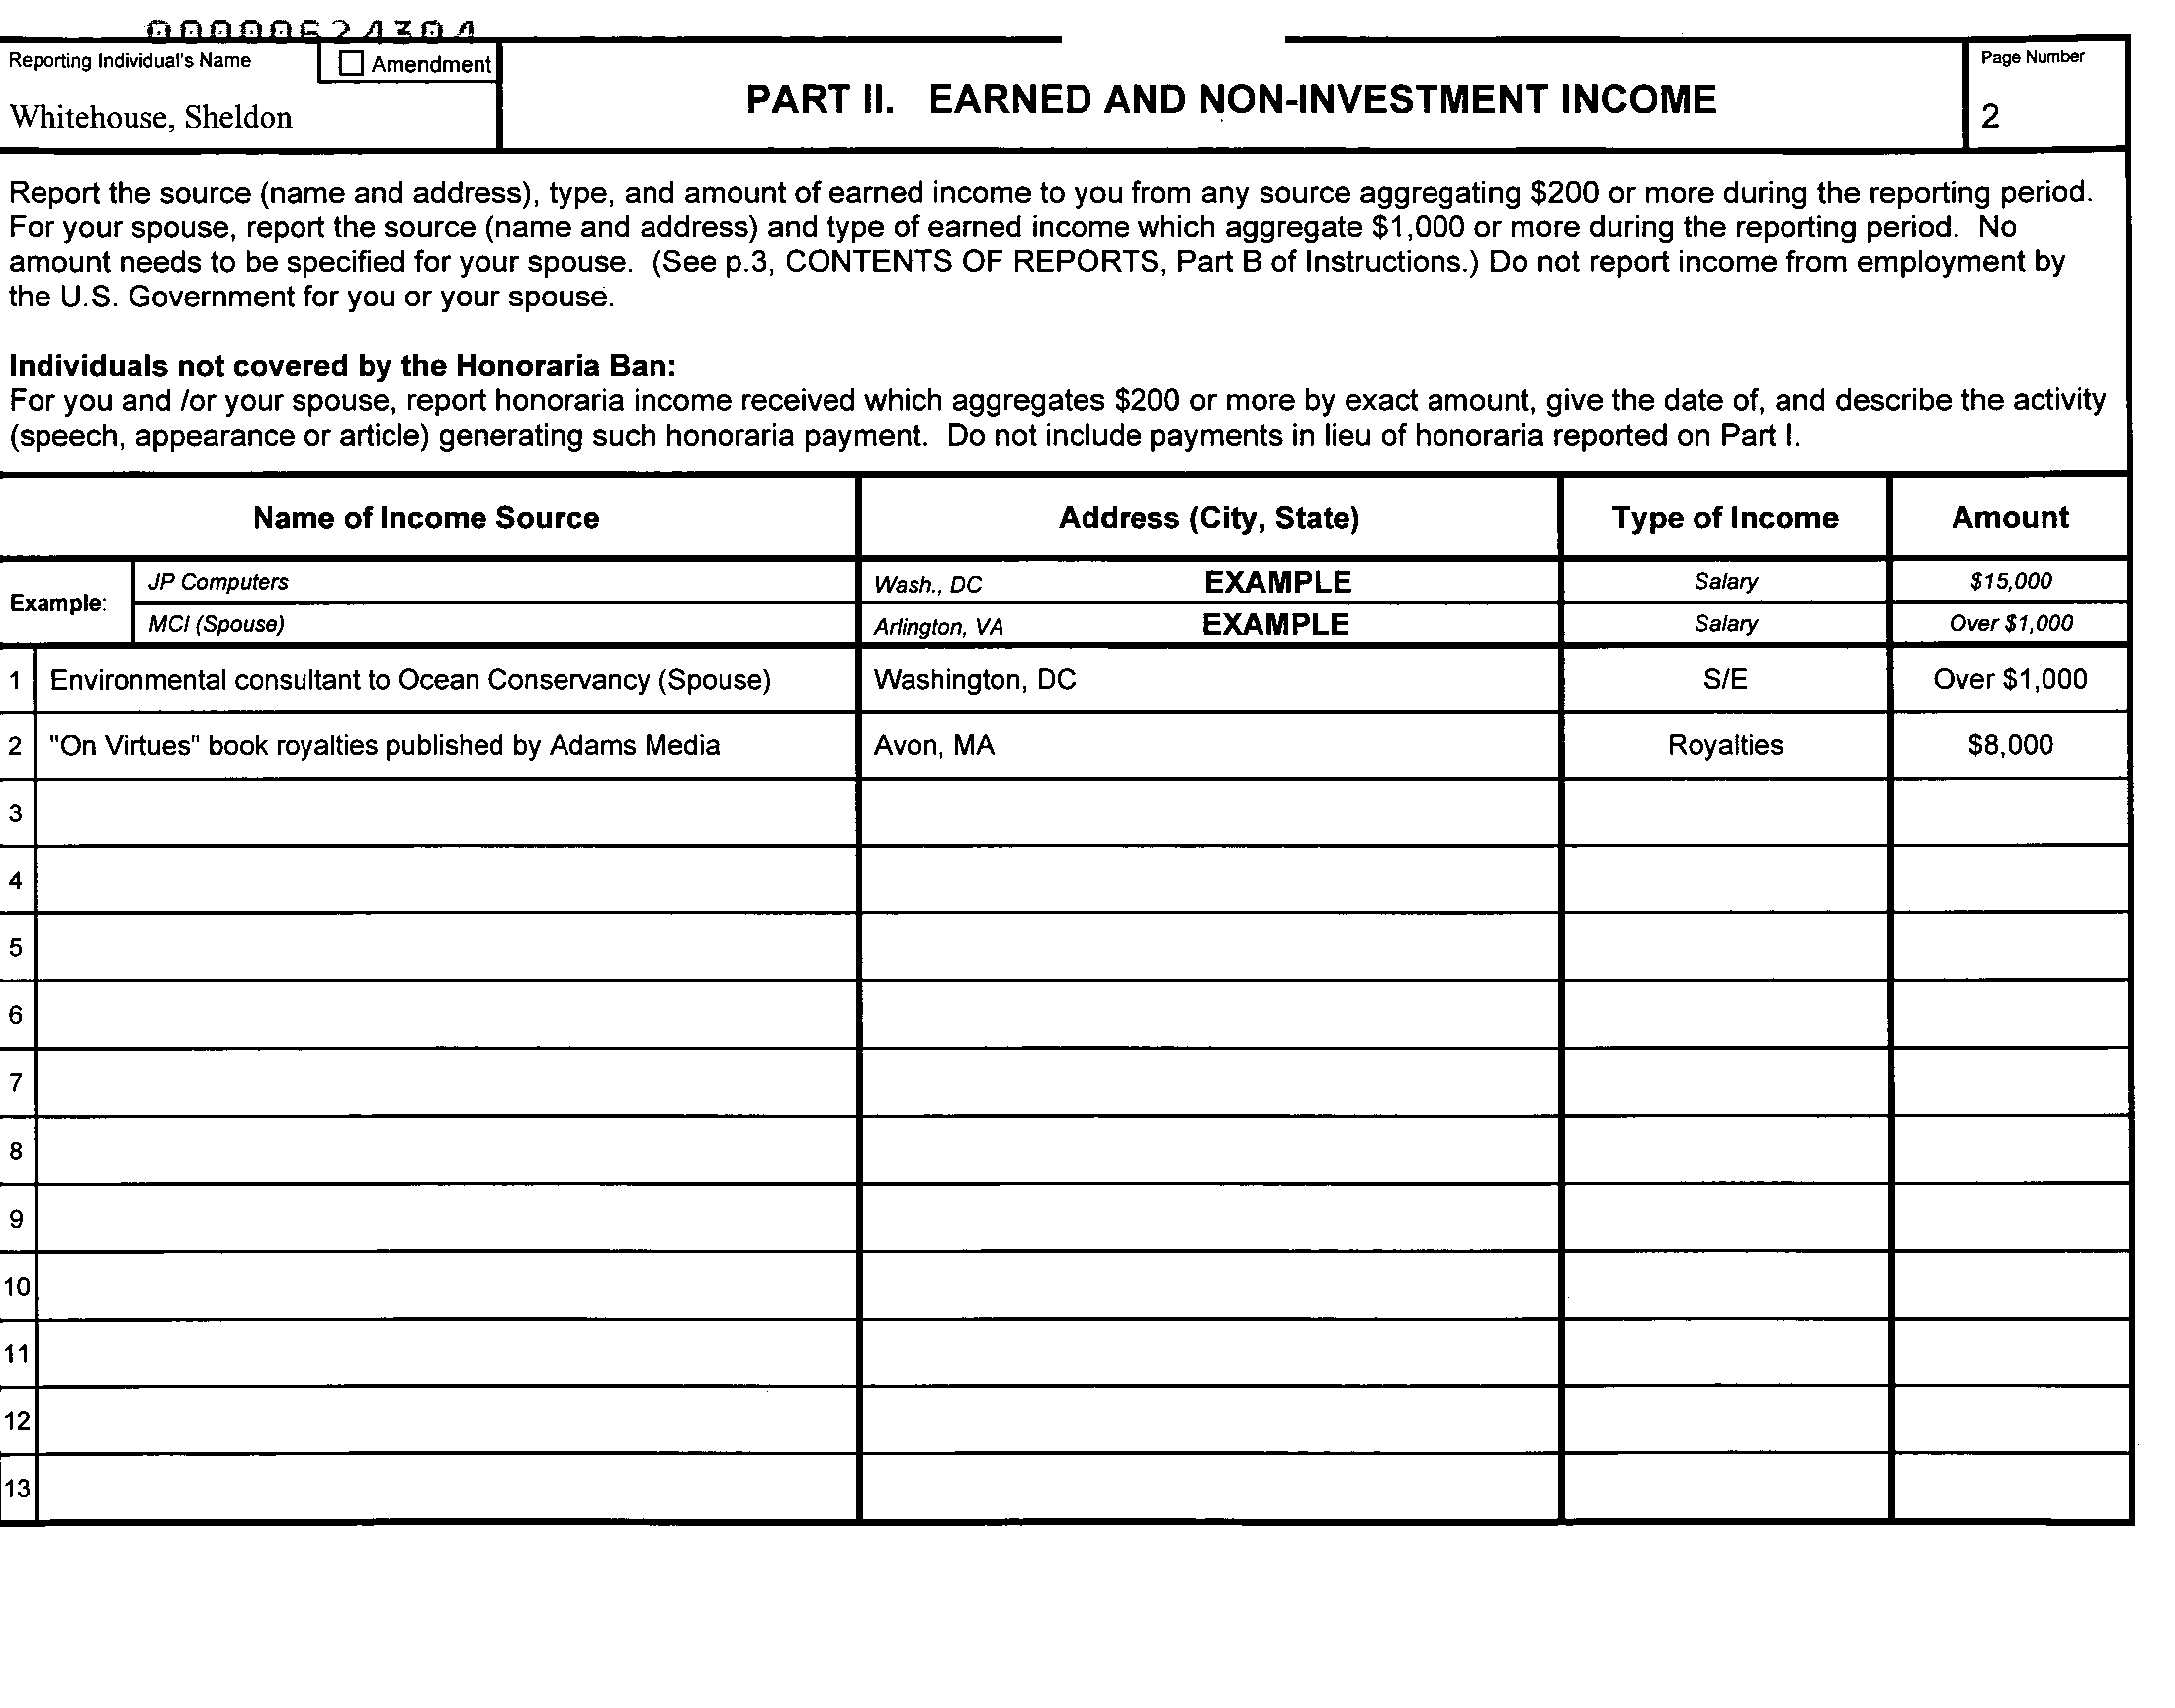 000000624304
Reporting Individual's Name
Amendment
Whitehouse, Sheldon
PART II. EARNED AND NON-INVESTMENT INCOME
Page Number
2
Report the source (name and address), type, and amount of earned income to you from any source aggregating $200 or more during the reporting period.
For your spouse, report the source (name and address) and type of earned income which aggregate $1,000 or more during the reporting period. No
amount needs to be specified for your spouse. (See p.3, CONTENTS OF REPORTS, Part B of Instructions.) Do not report income from employment by
the U.S. Government for you or your spouse.
Individuals not covered by the Honoraria Ban:
For you and /or your spouse, report honoraria income received which aggregates $200 or more by exact amount, give the date of, and describe the activity
(speech, appearance or article) generating such honoraria payment. Do not include payments in lieu of honoraria reported on Part I.
Name of Income Source Address (City, State) Type of Income Amount
Example:
JP Computers Wash., DC EXAMPLE Salary $15,000
MCI (Spouse) Arlington, VA EXAMPLE Salary Over $1,000
1 Environmental consultant to Ocean Conservancy (Spouse) Washington, DC S/E Over $1,000
2 "On Virtues" book royalties published by Adams Media Avon, MA Royalties $8,000
3
4
5
6
7
8
9
10
11
12
13